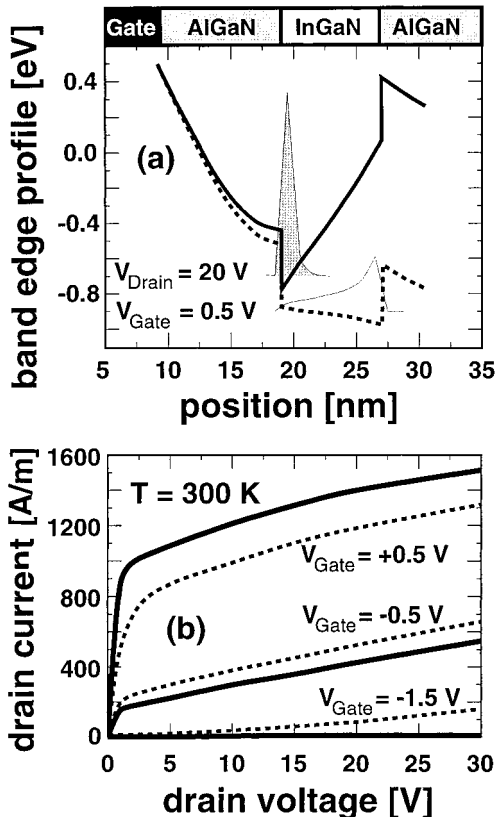 Gate AlGaN InGaN AlGaN
band edge profile [eV]
0.4
0.0
-0.4
-0.8
(a)
V_Drain = 20 V
V_Gate = 0.5 V
5 10 15 20 25 30 35
position [nm]
drain current [A/m]
1600
1200
800
400
0
T = 300 K
V_Gate = +0.5 V
(b)
V_Gate = -0.5 V
V_Gate = -1.5 V
0 5 10 15 20 25 30
drain voltage [V]